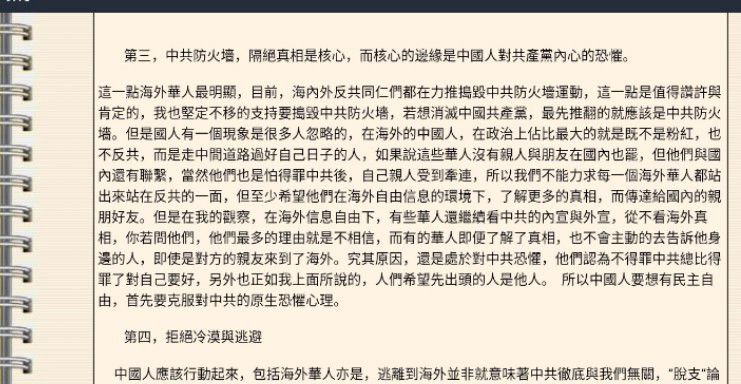 第三，中共防火墻，隔絕真相是核心，而核心的邊緣是中國人對共產黨內心的恐懼。
這一點海外華人最明顯，目前，海內外反共同仁們都在力推搗毀中共防火墻運動，這一點是值得讚許與
肯定的，我也堅定不移的支持要搗毀中共防火墻，若想消滅中國共產黨，最先推翻的就應該是中共防火
墻。但是國人有一個現象是很多人忽略的，在海外的中國人，在政治上佔比最大的就是既不是粉紅，也
不反共，而是走中間道路過好自己日子的人，如果說這些華人沒有親人與朋友在國內也罷，但他們與國
內還有聯繫，當然他們也是怕得罪中共後，自己親人受到牽連，所以我們不能力求每一個海外華人都站
出來站在反共的一面，但至少希望他們在海外自由信息的環境下，了解更多的真相，而傳達給國內的親
朋好友。但是在我的觀察，在海外信息自由下，有些華人還繼續看中共的內宣與外宣，從不看海外真
相，你若問他們，他們最多的理由就是不相信，而有的華人即便了解了真相，也不會主動的去告訴他身
邊的人，即使是對方的親友來到了海外。究其原因，還是處於對中共恐懼，他們認為不得罪中共總比得
罪了對自己要好，另外也正如我上面所說的，人們希望先出頭的人是他人。 所以中國人要想有民主自
由，首先要克服對中共的原生恐懼心理。
第四，拒絕冷漠與逃避
中國人應該行動起來，包括海外華人亦是，逃離到海外並非就意味著中共徹底與我們無關，"脫支"論